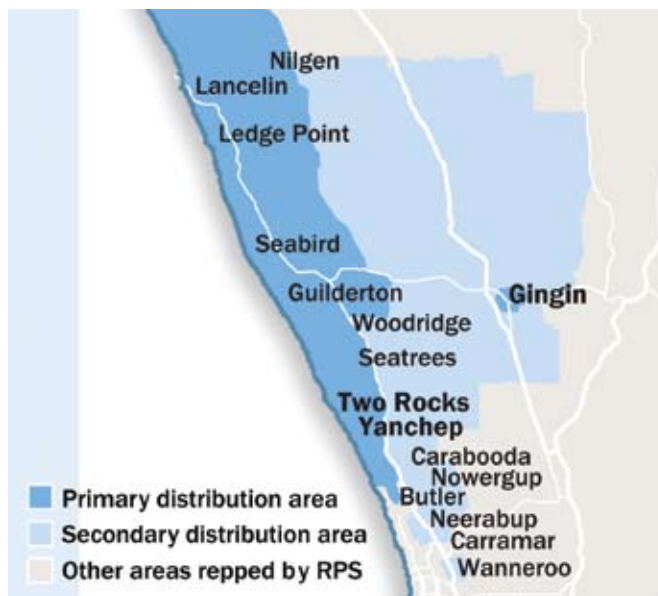 Nilgen
Lancelin
Ledge Point
Seabird
Guilderton
Gingin
Woodridge
Seatrees
Two Rocks
Yanchep
Carabooda
Nowergup
Butler
Neerabup
Carramar
Wanneroo
Primary distribution area
Secondary distribution area
Other areas repped by RPS